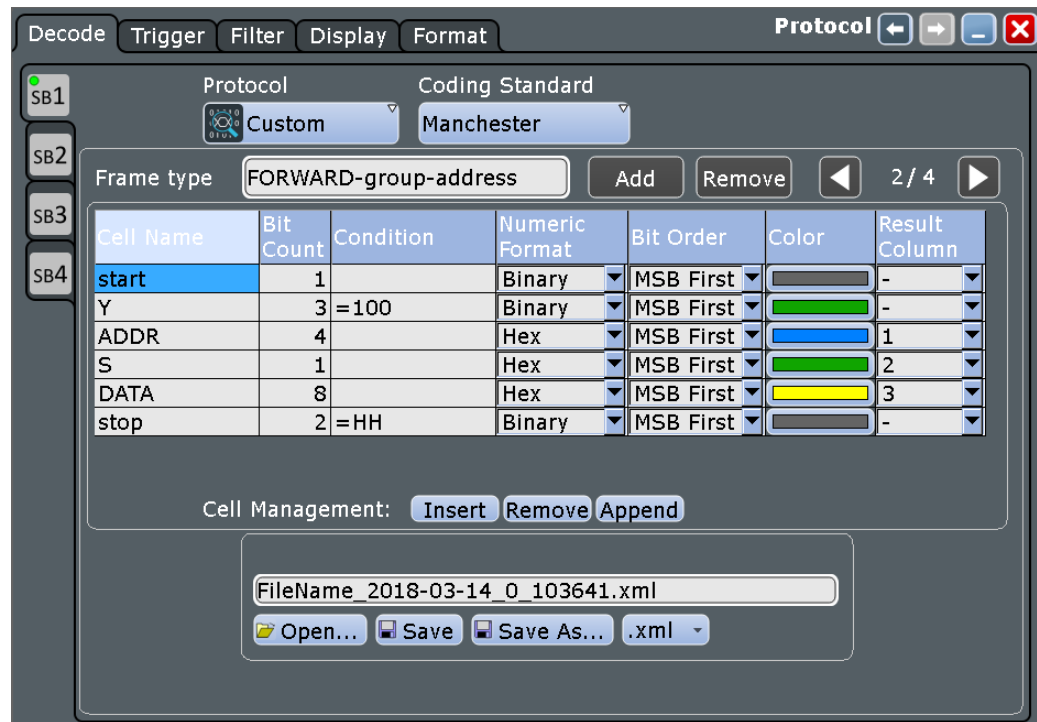 Decode Trigger Filter Display Format Protocol
SB1
SB2
SB3
SB4
Protocol Coding Standard
Custom Manchester
Frame type FORWARD-group-address Add Remove 2/ 4
Cell Name Bit Count Condition Numeric Format Bit Order Color Result Column
start 1 Binary MSB First -
Y 3 =100 Binary MSB First -
ADDR 4 Hex MSB First 1
S 1 Hex MSB First 2
DATA 8 Hex MSB First 3
stop 2 =HH Binary MSB First -
Cell Management: Insert Remove Append
FileName_2018-03-14_0_103641.xml
Open... Save Save As... .xml